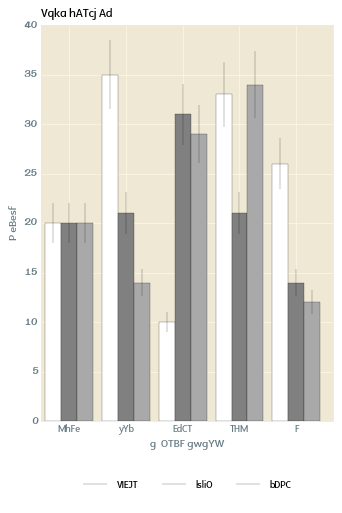 Vqka hATcj Ad
40
35
30
25
20
15
10
5
0
P eBesf
MhFe yYb EdCT THM F
g OTBF gwgYW
VIEJT lsliO bDPC